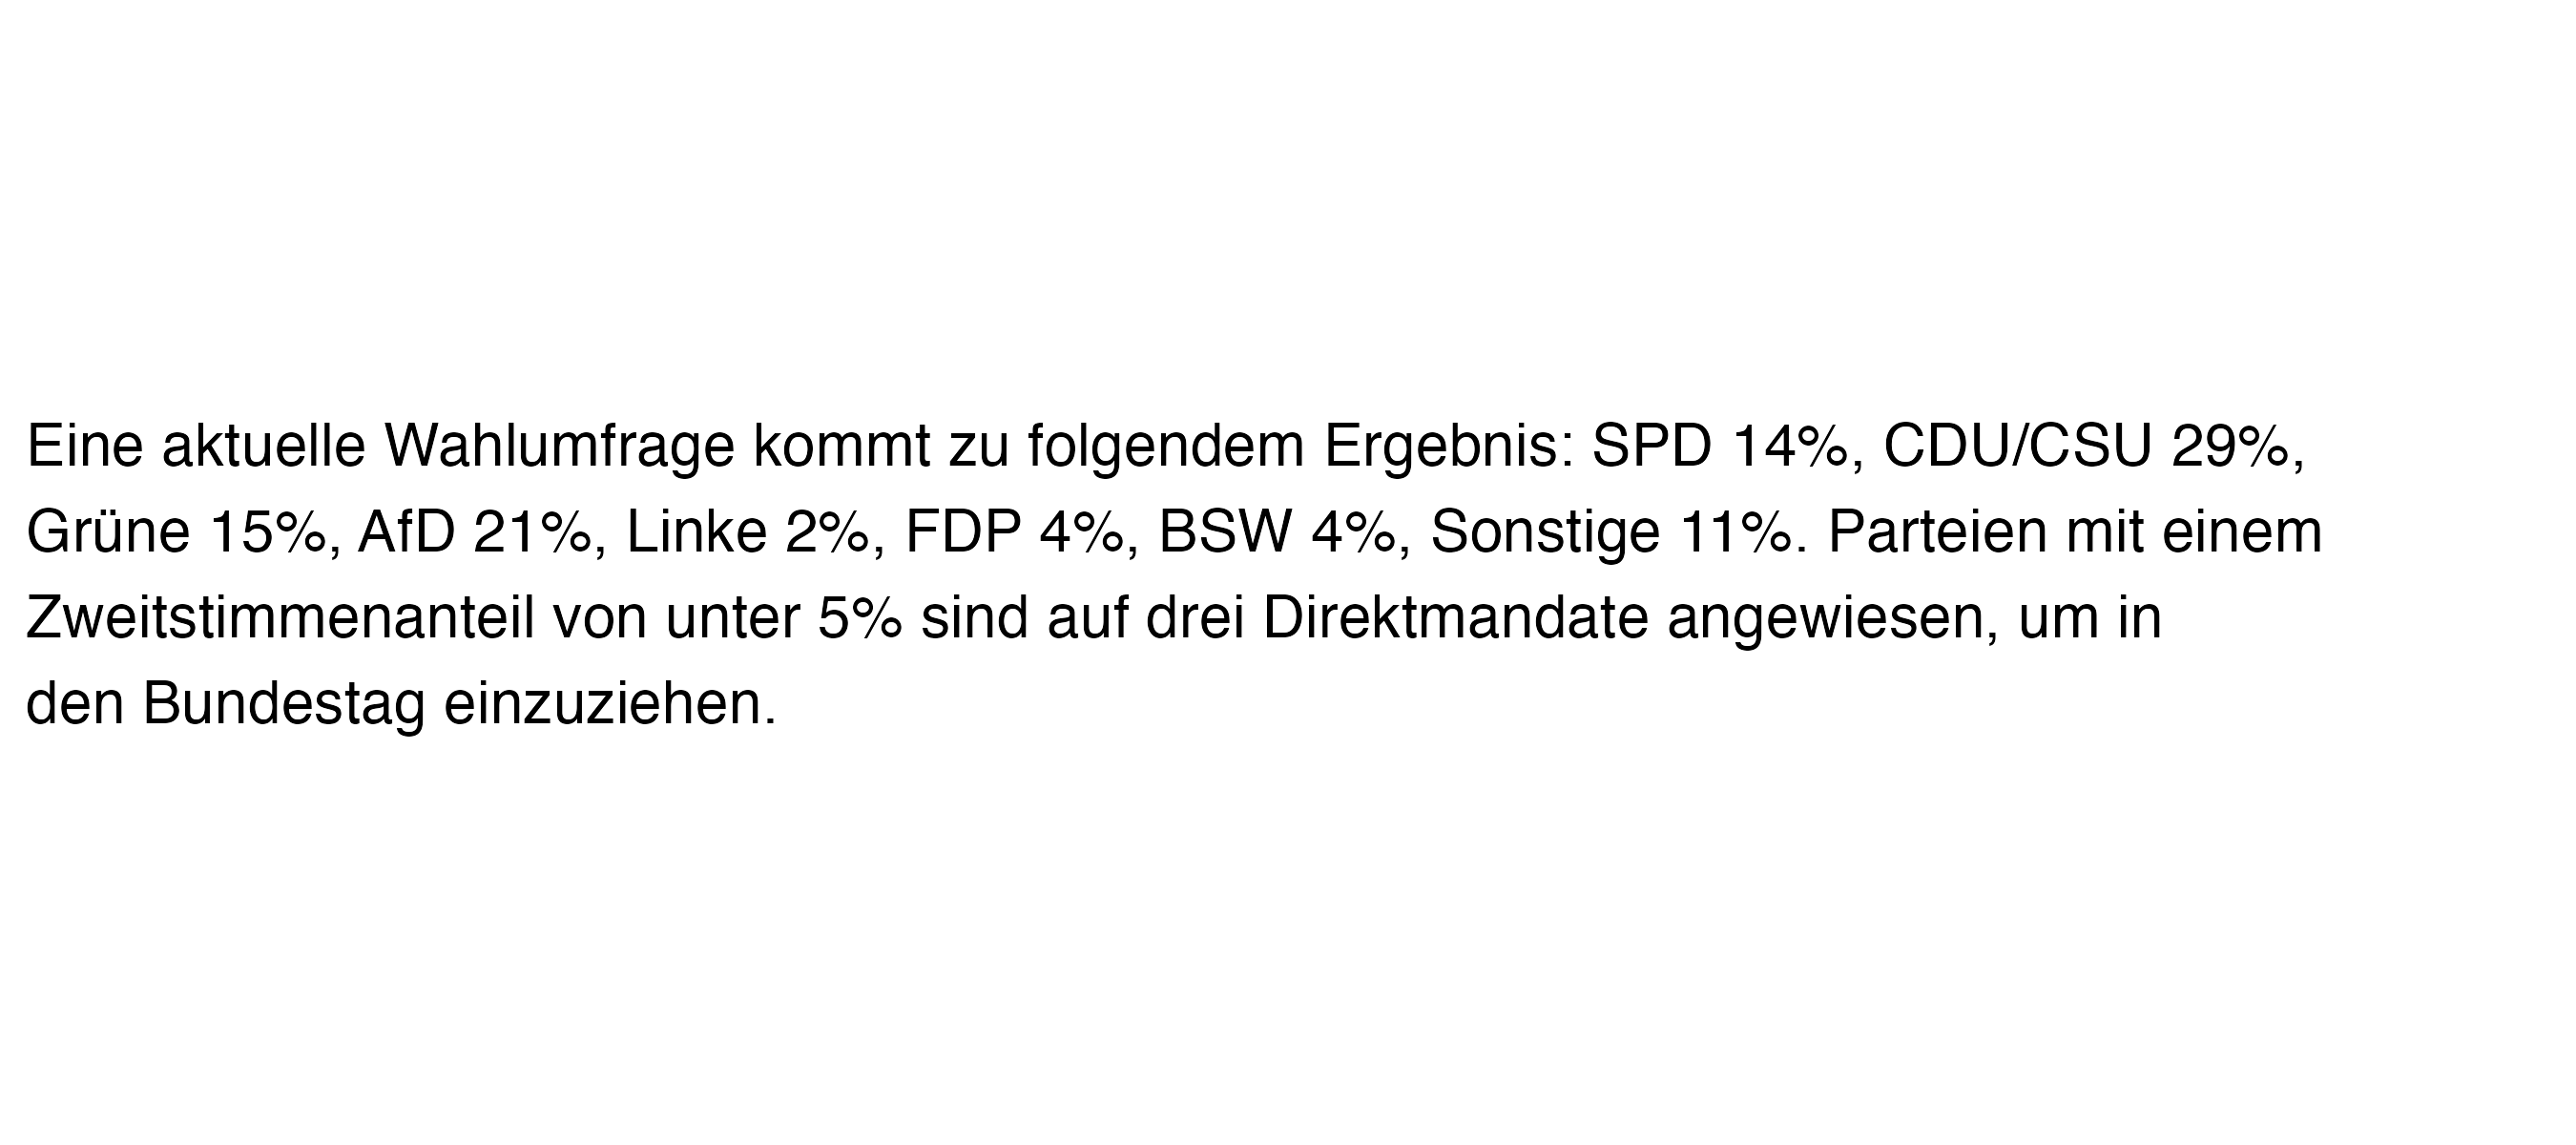 Eine aktuelle Wahlumfrage kommt zu folgendem Ergebnis: SPD 14%, CDU/CSU 29%,
Grüne 15%, AfD 21%, Linke 2%, FDP 4%, BSW 4%, Sonstige 11%. Parteien mit einem
Zweitstimmenanteil von unter 5% sind auf drei Direktmandate angewiesen, um in
den Bundestag einzuziehen.